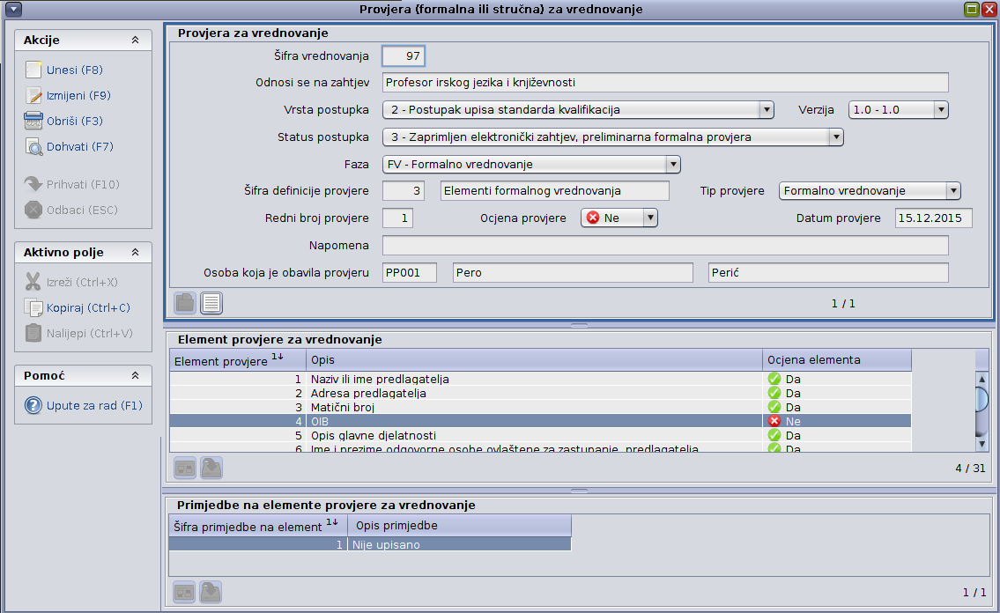 Provjera (formalna ili stručna) za vrednovanje
Akcije
Unesi (F8)
Izmijeni (F9)
Obriši (F3)
Dohvati (F7)
Prihvati (F10)
Odbaci (ESC)
Aktivno polje
Izreži (Ctrl+X)
Kopiraj (Ctrl+C)
Nalijepi (Ctrl+V)
Pomoć
Upute za rad (F1)
Provjera za vrednovanje
Šifra vrednovanja 97
Odnosi se na zahtjev Profesor irskog jezika i književnosti
Vrsta postupka 2 - Postupak upisa standarda kvalifikacija Verzija 1.0 - 1.0
Status postupka 3 - Zaprimljen elektronički zahtjev, preliminarna formalna provjera
Faza FV - Formalno vrednovanje
Šifra definicije provjere 3 Elementi formalnog vrednovanja Tip provjere Formalno vrednovanje
Redni broj provjere 1 Ocjena provjere Ne Datum provjere 15.12.2015
Napomena
Osoba koja je obavila provjeru PP001 Pero Perić
1 / 1
Element provjere za vrednovanje
Element provjere 1↓ Opis Ocjena elementa
1 Naziv ili ime predlagatelja Da
2 Adresa predlagatelja Da
3 Matični broj Da
4 OIB Ne
5 Opis glavne djelatnosti Da
6 Ime i prezime odgovorne osobe ovlaštene za zastupanje predlagatelja Da
4 / 31
Primjedbe na elemente provjere za vrednovanje
Šifra primjedbe na element 1↓ Opis primjedbe
1 Nije upisano
1 / 1